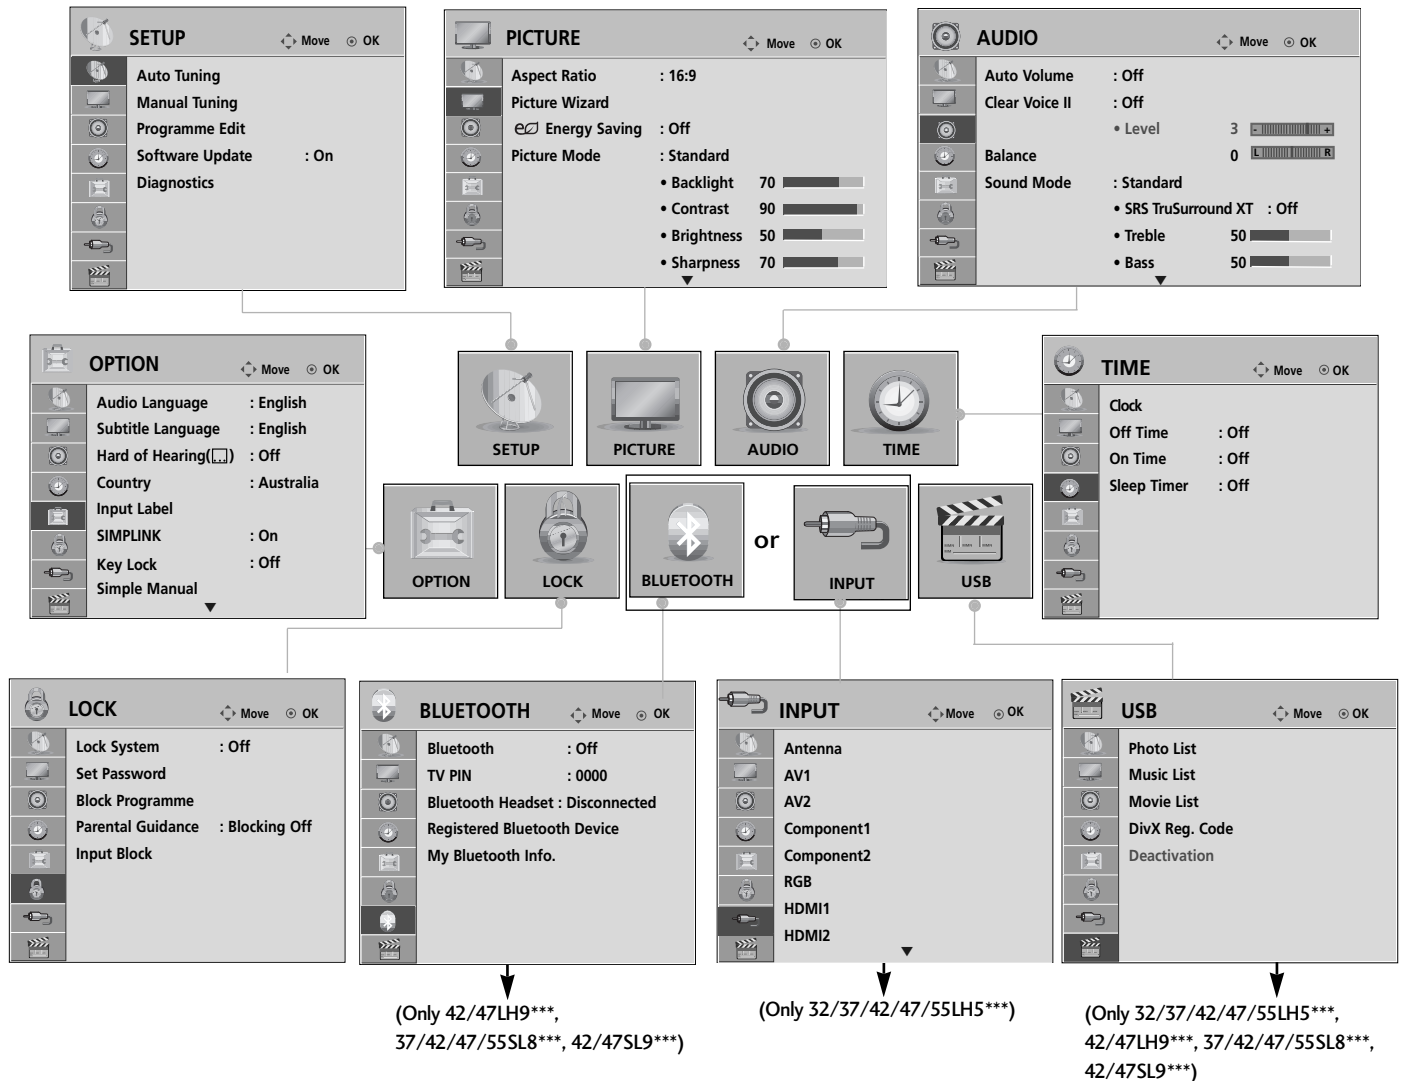 SETUP
Move OK
Auto Tuning
Manual Tuning
Programme Edit
Software Update : On
Diagnostics
PICTURE
Move OK
Aspect Ratio : 16:9
Picture Wizard
Energy Saving : Off
Picture Mode : Standard
• Backlight 70
• Contrast 90
• Brightness 50
• Sharpness 70
AUDIO
Move OK
Auto Volume : Off
Clear Voice II : Off
• Level 3 - +
Balance 0 L R
Sound Mode : Standard
• SRS TruSurround XT : Off
• Treble 50
• Bass 50
OPTION
Move OK
Audio Language : English
Subtitle Language : English
Hard of Hearing( ) : Off
Country : Australia
Input Label
SIMPLINK : On
Key Lock : Off
Simple Manual
SETUP
PICTURE
AUDIO
TIME
OPTION
LOCK
BLUETOOTH
or
INPUT
USB
TIME
Move OK
Clock
Off Time : Off
On Time : Off
Sleep Timer : Off
LOCK
Move OK
Lock System : Off
Set Password
Block Programme
Parental Guidance : Blocking Off
Input Block
BLUETOOTH
Move OK
Bluetooth : Off
TV PIN : 0000
Bluetooth Headset : Disconnected
Registered Bluetooth Device
My Bluetooth Info.
(Only 42/47LH9***,
37/42/47/55SL8***, 42/47SL9***)
INPUT
Move OK
Antenna
AV1
AV2
Component1
Component2
RGB
HDMI1
HDMI2
(Only 32/37/42/47/55LH5***)
USB
Move OK
Photo List
Music List
Movie List
DivX Reg. Code
Deactivation
(Only 32/37/42/47/55LH5***,
42/47LH9***, 37/42/47/55SL8***,
42/47SL9***)